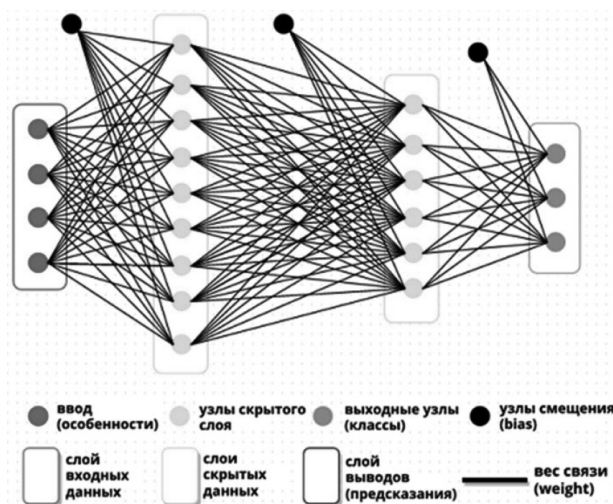 ввод
(особенности)
узлы скрытого
слоя
выходные узлы
(классы)
узлы смещения
(bias)
слой
входных
данных
слои
скрытых
данных
слой
выводов
(предсказания)
вес связи
(weight)